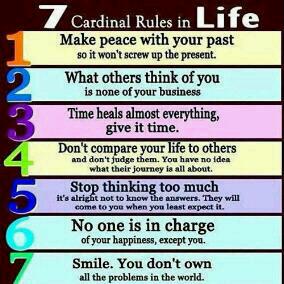 7 Cardinal Rules in Life
1 Make peace with your past
so it won't screw up the present.
2 What others think of you
is none of your business
3 Time heals almost everything,
give it time.
4 Don't compare your life to others
and don't judge them. You have no idea
what their journey is all about.
5 Stop thinking too much
it's alright not to know the answers. They will
come to you when you least expect it.
6 No one is in charge
of your happiness, except you.
7 Smile. You don't own
all the problems in the world.